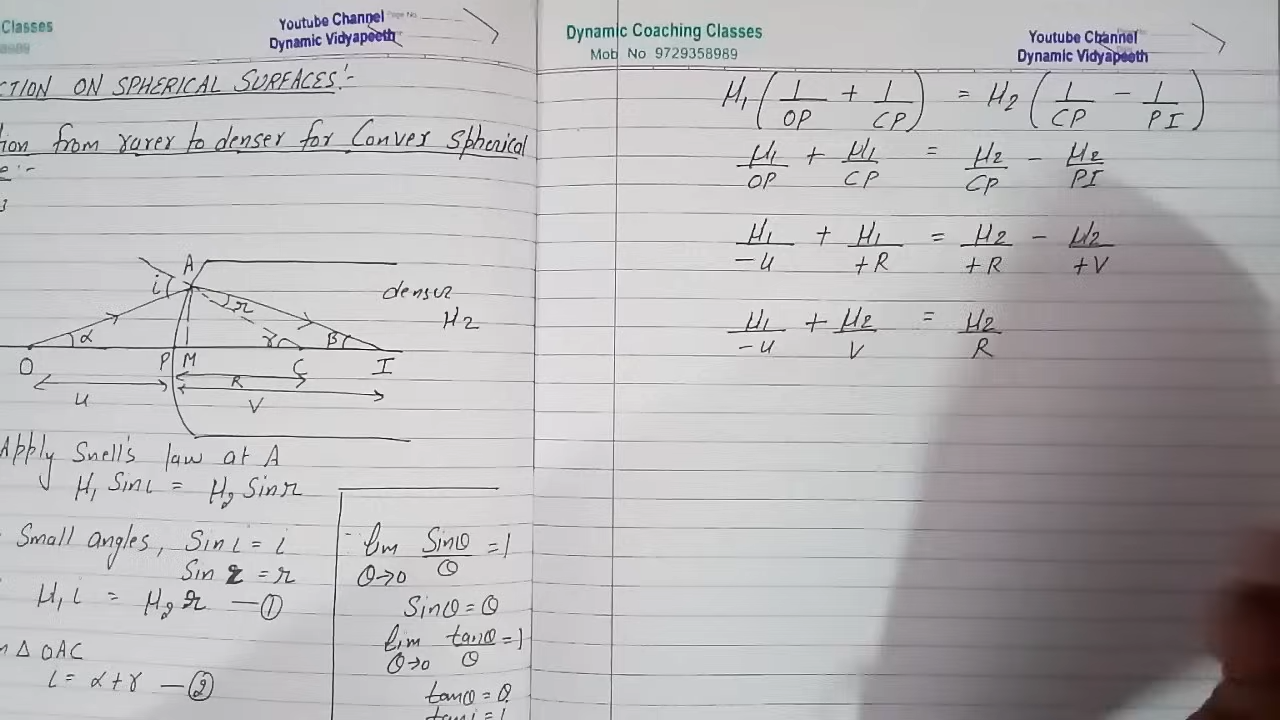 Classes
Youtube Channel
Dynamic Vidyapeeth
CTION ON SPHERICAL SURFACES:-
tion from rarer to denser for Convex Spherical
e:-
A
i
r
denser
μ2
α
γ
β
O P M C I
u R
V
Apply Snell's law at A
μ1 Sini = μ2 Sinr
Small angles, Sini = i
Sin r = r
μ1 i = μ2 r —①
n Δ OAC
i = α+γ —②
lim Sinθ/θ = 1
θ→0
Sinθ = θ
lim tanθ/θ = 1
θ→0
tanθ = θ
Dynamic Coaching Classes
Mob No 9729358989
Youtube Channel
Dynamic Vidyapeeth
μ1 (1/OP + 1/CP) = μ2 (1/CP - 1/PI)
μ1/OP + μ1/CP = μ2/CP - μ2/PI
μ1/-u + μ1/+R = μ2/+R - μ2/+V
μ1/-u + μ2/V = μ2/R